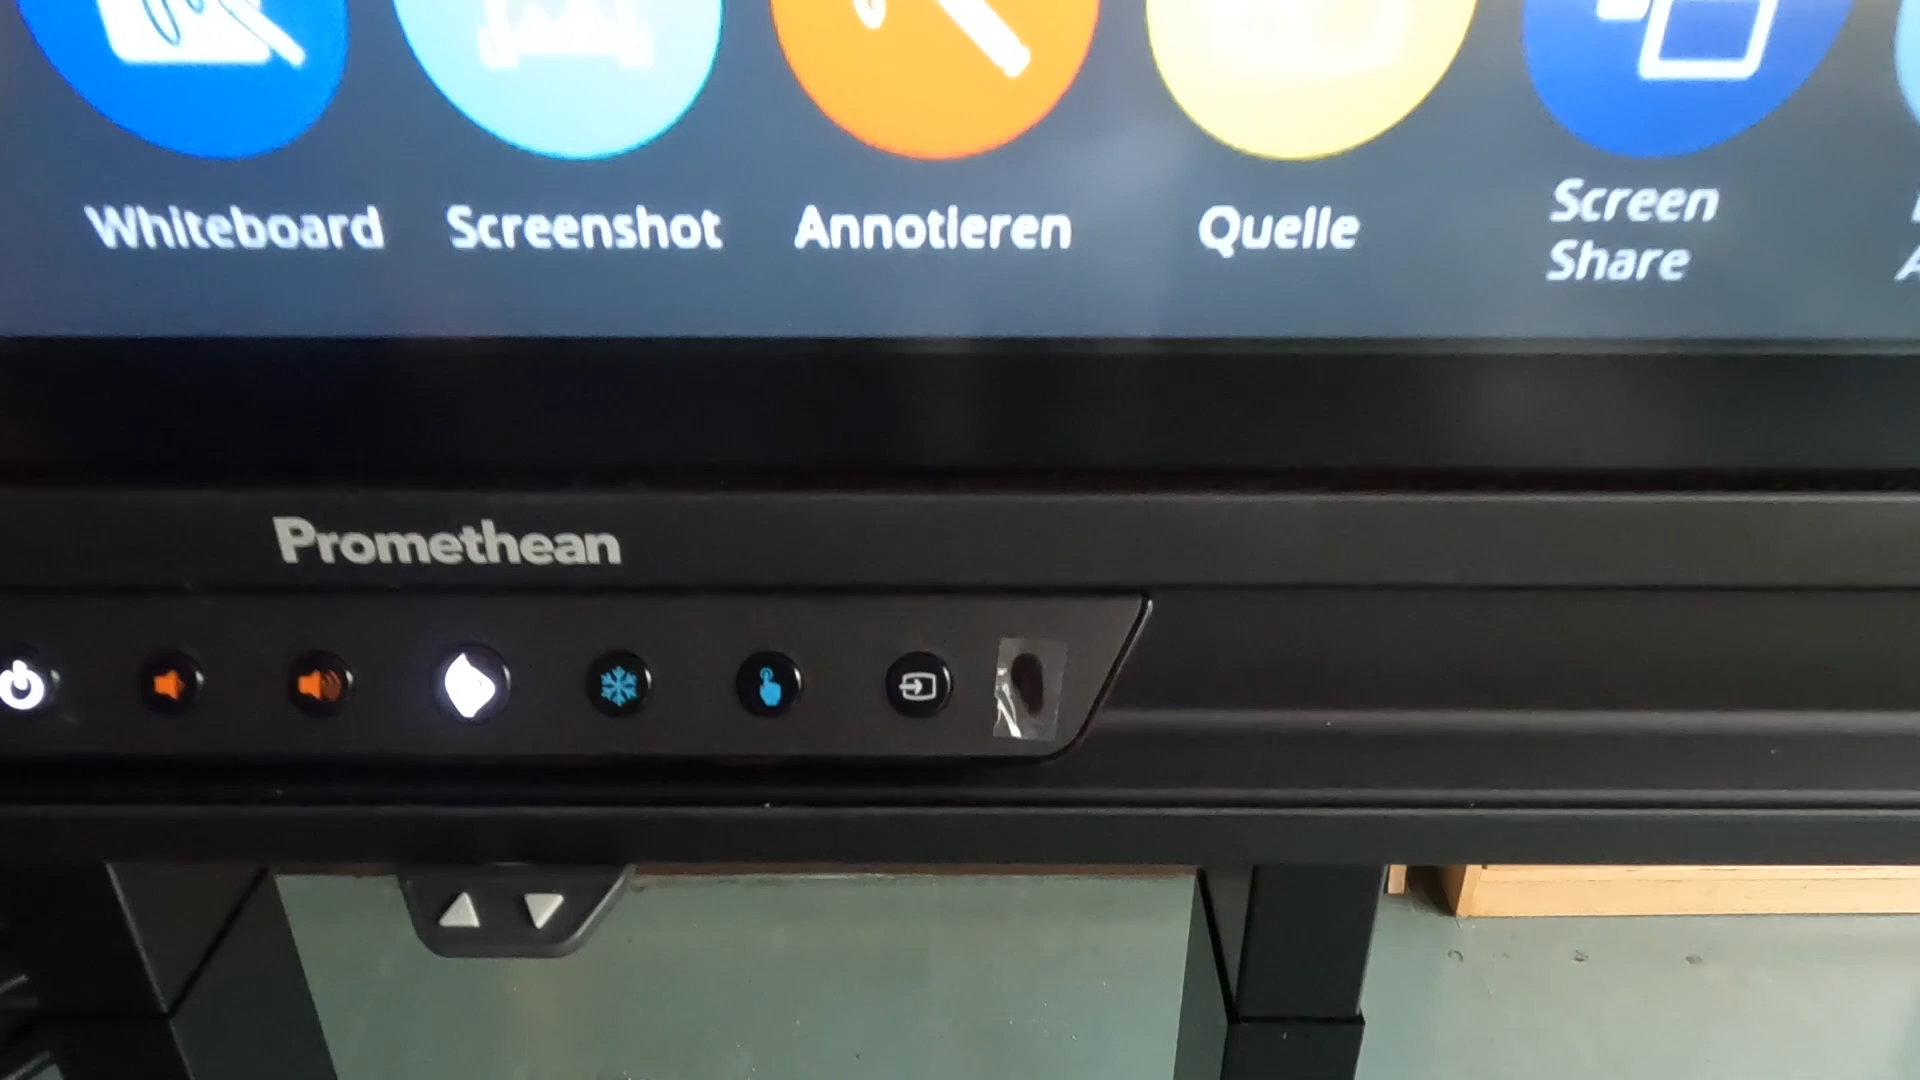 Whiteboard
Screenshot
Annotieren
Quelle
Screen
Share
Promethean